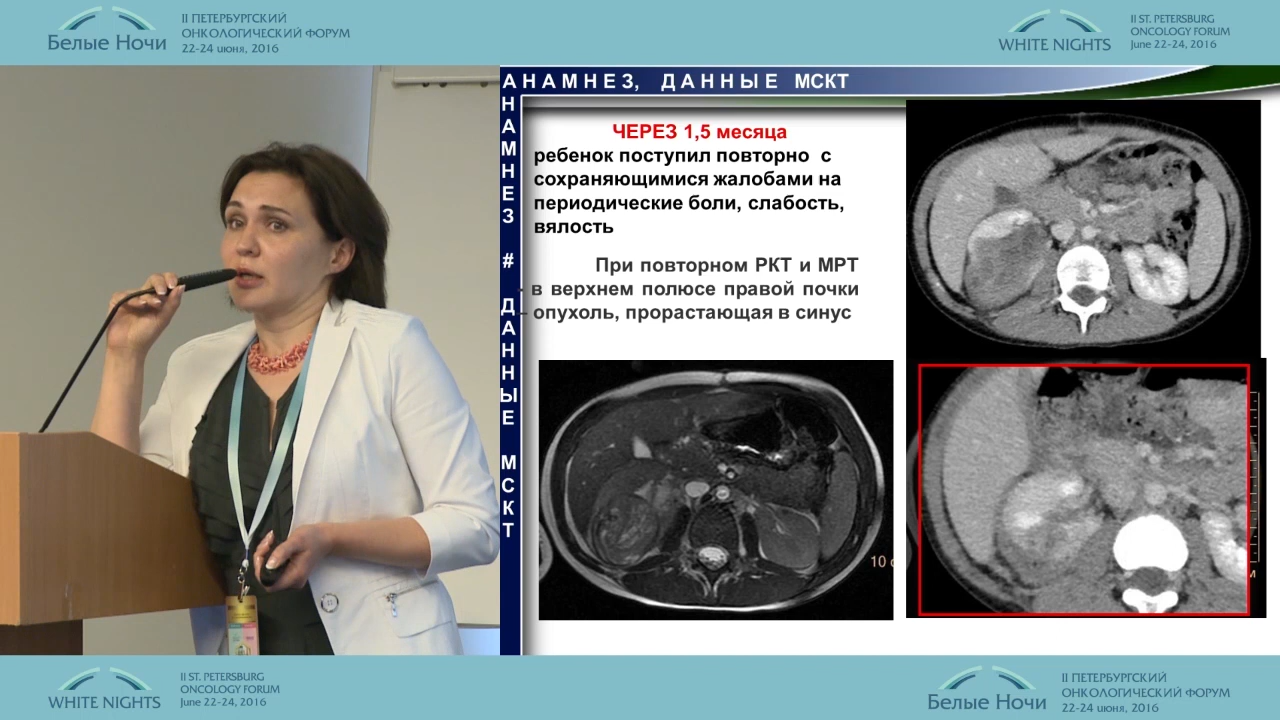 Белые Ночи
II ПЕТЕРБУРГСКИЙ
ОНКОЛОГИЧЕСКИЙ ФОРУМ
22-24 июня, 2016
WHITE NIGHTS
II ST. PETERSBURG
ONCOLOGY FORUM
June 22-24, 2016
АНАМНЕЗ, ДАННЫЕ МСКТ
НАМНЕЗ # ДАННЫЕ МСКТ
ЧЕРЕЗ 1,5 месяца
ребенок поступил повторно с
сохраняющимися жалобами на
периодические боли, слабость,
вялость
При повторном РКТ и МРТ
- в верхнем полюсе правой почки
- опухоль, прорастающая в синус
10
WHITE NIGHTS
II ST. PETERSBURG
ONCOLOGY FORUM
June 22-24, 2016
Белые Ночи
II ПЕТЕРБУРГСКИЙ
ОНКОЛОГИЧЕСКИЙ ФОРУМ
22-24 июня, 2016